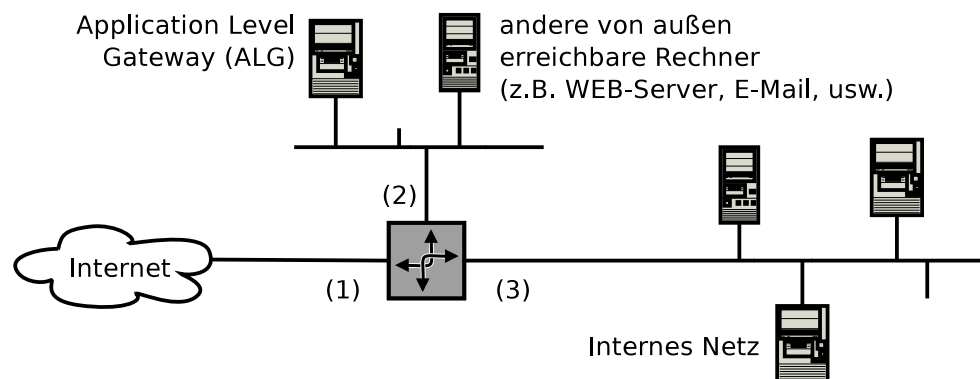 Application Level
Gateway (ALG)
andere von außen
erreichbare Rechner
(z.B. WEB-Server, E-Mail, usw.)
(2)
Internet
(1)
(3)
Internes Netz